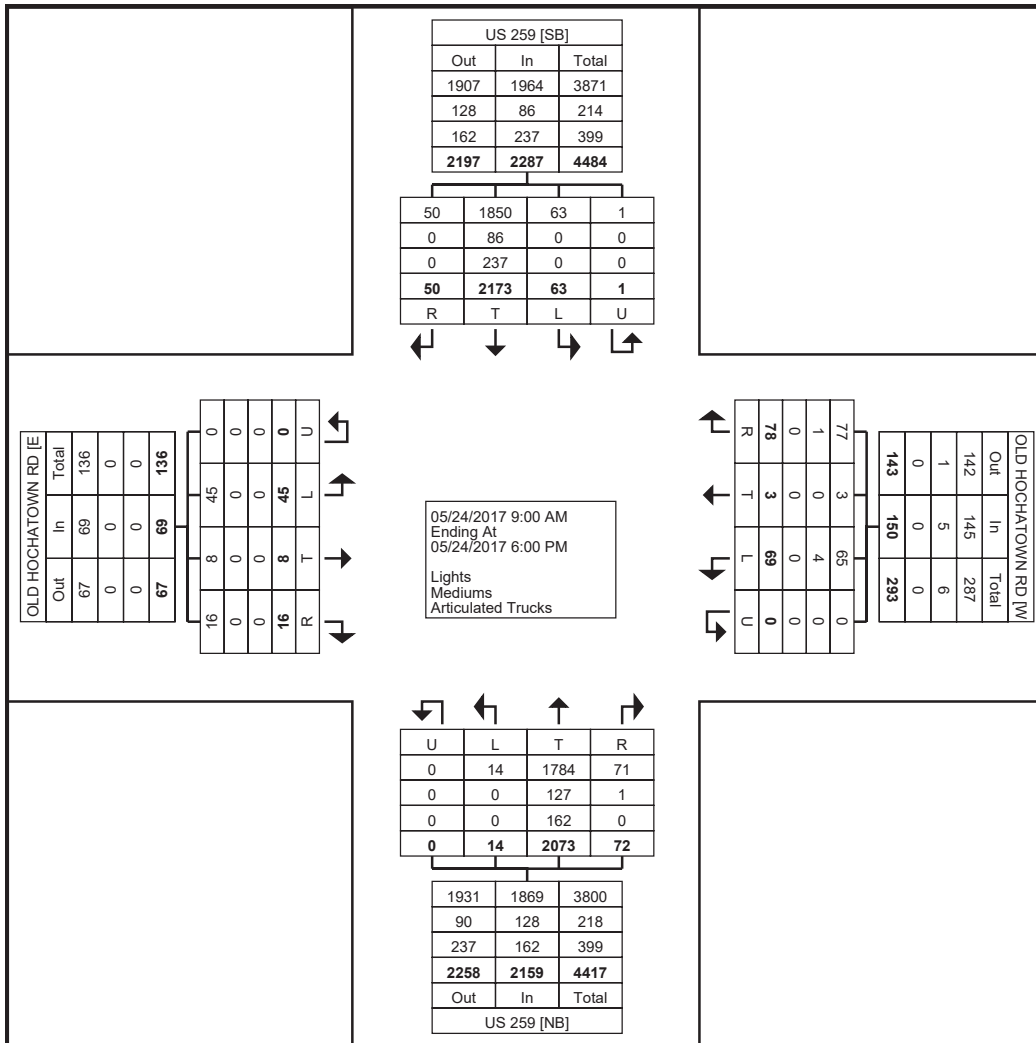 US 259 [SB]
Out In Total
1907 1964 3871
128 86 214
162 237 399
2197 2287 4484
50 1850 63 1
0 86 0 0
0 237 0 0
50 2173 63 1
R T L U
OLD HOCHATOWN RD [E
Total In Out
136 69 67
0 0 0
0 0 0
136 69 67
0 45 8 16
0 0 0 0
0 0 0 0
0 45 8 16
U L T R
05/24/2017 9:00 AM
Ending At
05/24/2017 6:00 PM
Lights
Mediums
Articulated Trucks
OLD HOCHATOWN RD [W
Out In Total
142 145 287
1 5 6
0 0 0
143 150 293
77 3 65 0
1 0 4 0
0 0 0 0
78 3 69 0
R T L U
U L T R
0 14 1784 71
0 0 127 1
0 0 162 0
0 14 2073 72
1931 1869 3800
90 128 218
237 162 399
2258 2159 4417
Out In Total
US 259 [NB]